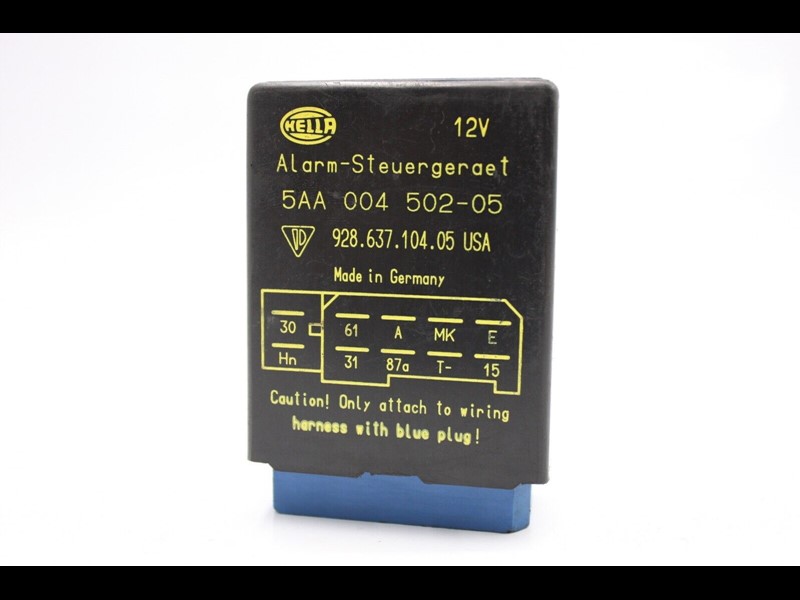 HELLA
12V
Alarm-Steuergeraet
5AA 004 502-05
928.637.104.05 USA
Made in Germany
30 61 A MK E
Hn 31 87a T- 15
Caution! Only attach to wiring
harness with blue plug!